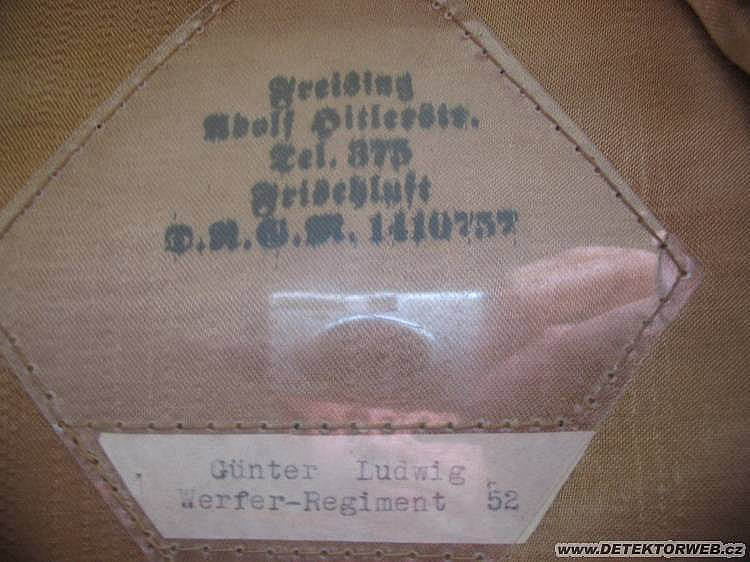 Freising
Adolf Hitlerstr.
Tel. 375
Frischluft
D.R.G.M. 1410757
Günter Ludwig
Werfer-Regiment 52
www.DETEKTORWEB.cz